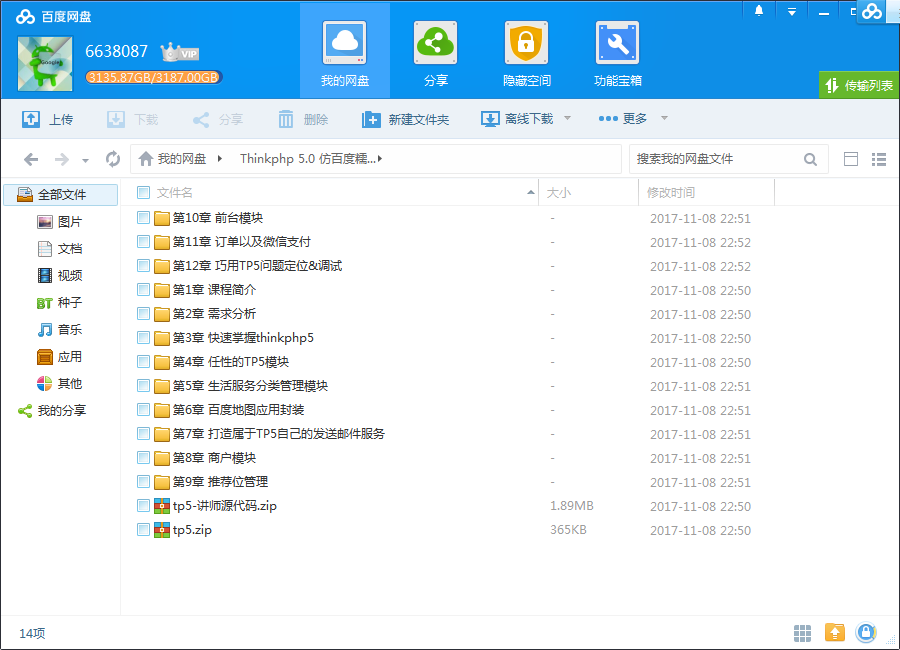 百度网盘
6638087 VIP
3135.87GB/3187.00GB
我的网盘 分享 隐藏空间 功能宝箱
传输列表
上传 下载 分享 删除 新建文件夹 离线下载 更多
我的网盘 Thinkphp 5.0 仿百度糯... 搜索我的网盘文件
全部文件
图片
文档
视频
BT 种子
音乐
应用
其他
我的分享
文件名 大小 修改时间
第10章 前台模块 - 2017-11-08 22:51
第11章 订单以及微信支付 - 2017-11-08 22:52
第12章 巧用TP5问题定位&调试 - 2017-11-08 22:52
第1章 课程简介 - 2017-11-08 22:50
第2章 需求分析 - 2017-11-08 22:50
第3章 快速掌握thinkphp5 - 2017-11-08 22:50
第4章 任性的TP5模块 - 2017-11-08 22:50
第5章 生活服务分类管理模块 - 2017-11-08 22:51
第6章 百度地图应用封装 - 2017-11-08 22:51
第7章 打造属于TP5自己的发送邮件服务 - 2017-11-08 22:51
第8章 商户模块 - 2017-11-08 22:51
第9章 推荐位管理 - 2017-11-08 22:51
tp5-讲师源代码.zip 1.89MB 2017-11-08 22:50
tp5.zip 365KB 2017-11-08 22:50
14项